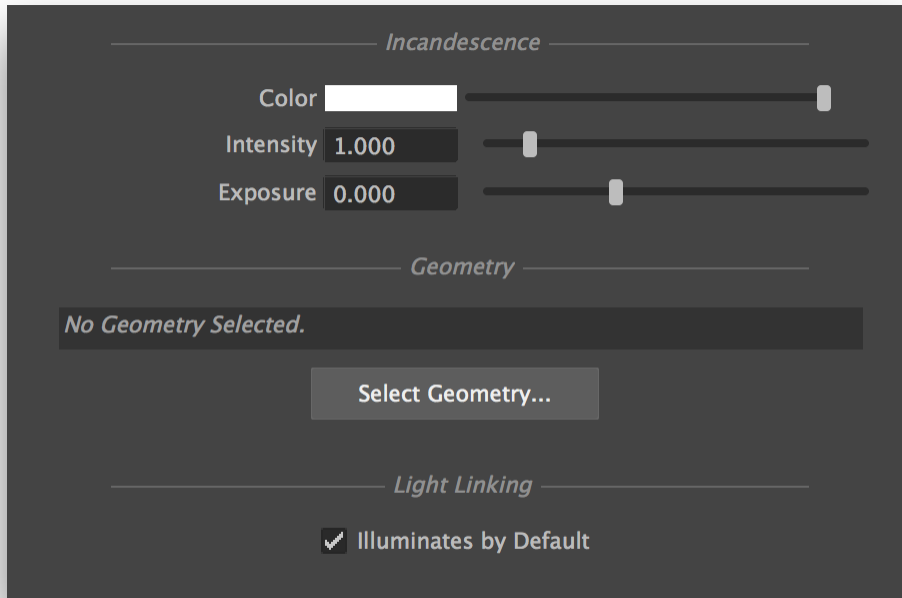 Incandescence
Color
Intensity 1.000
Exposure 0.000
Geometry
No Geometry Selected.
Select Geometry...
Light Linking
Illuminates by Default